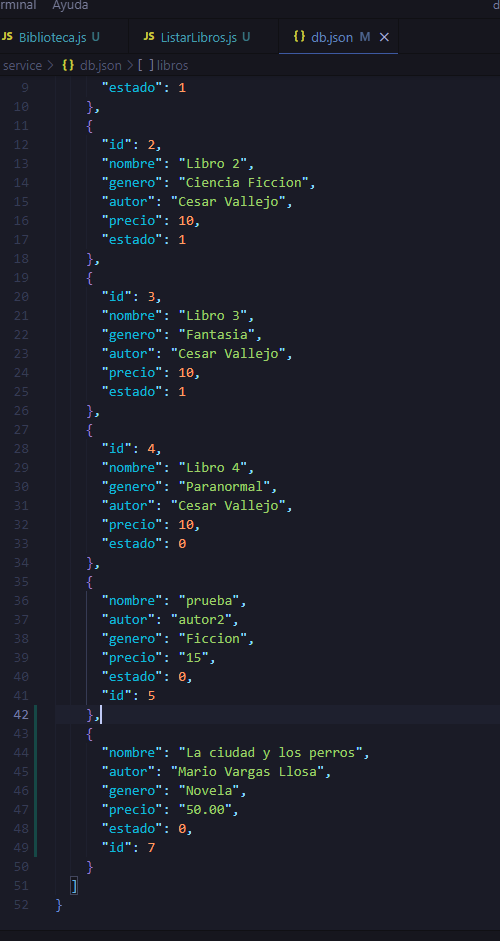 rminal Ayuda
JS Biblioteca.js U JS ListarLibros.js U {} db.json M ×
service > {} db.json > [ ] libros
9 "estado": 1
10 },
11 {
12 "id": 2,
13 "nombre": "Libro 2",
14 "genero": "Ciencia Ficcion",
15 "autor": "Cesar Vallejo",
16 "precio": 10,
17 "estado": 1
18 },
19 {
20 "id": 3,
21 "nombre": "Libro 3",
22 "genero": "Fantasia",
23 "autor": "Cesar Vallejo",
24 "precio": 10,
25 "estado": 1
26 },
27 {
28 "id": 4,
29 "nombre": "Libro 4",
30 "genero": "Paranormal",
31 "autor": "Cesar Vallejo",
32 "precio": 10,
33 "estado": 0
34 },
35 {
36 "nombre": "prueba",
37 "autor": "autor2",
38 "genero": "Ficcion",
39 "precio": "15",
40 "estado": 0,
41 "id": 5
42 },
43 {
44 "nombre": "La ciudad y los perros",
45 "autor": "Mario Vargas Llosa",
46 "genero": "Novela",
47 "precio": "50.00",
48 "estado": 0,
49 "id": 7
50 }
51 ]
52 }